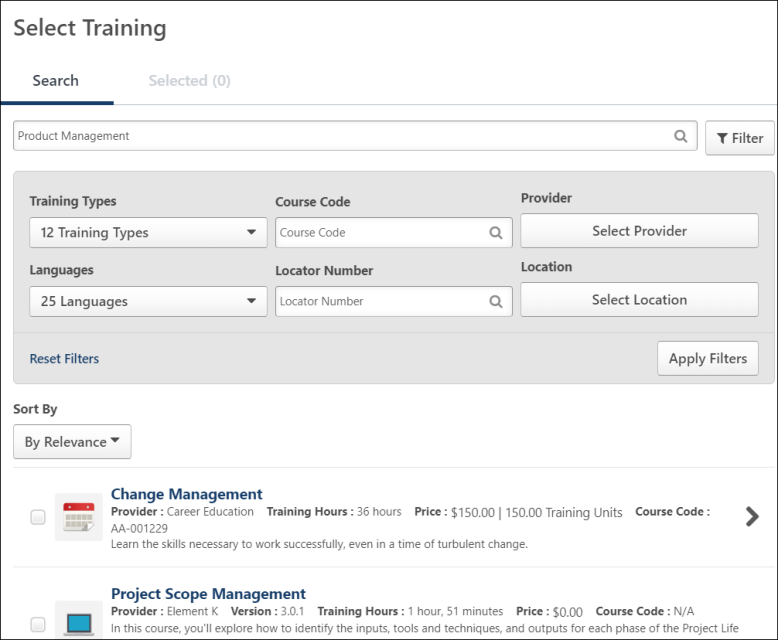 Select Training
Search Selected (0)
Product Management
Filter
Training Types Course Code Provider
12 Training Types Course Code Select Provider
Languages Locator Number Location
25 Languages Locator Number Select Location
Reset Filters Apply Filters
Sort By
By Relevance
Change Management
Provider : Career Education Training Hours : 36 hours Price : $150.00 | 150.00 Training Units Course Code :
AA-001229
Learn the skills necessary to work successfully, even in a time of turbulent change.
Project Scope Management
Provider : Element K Version : 3.0.1 Training Hours : 1 hour, 51 minutes Price : $0.00 Course Code : N/A
In this course, you'll explore how to identify the inputs, tools and techniques, and outputs for each phase of the Project Life